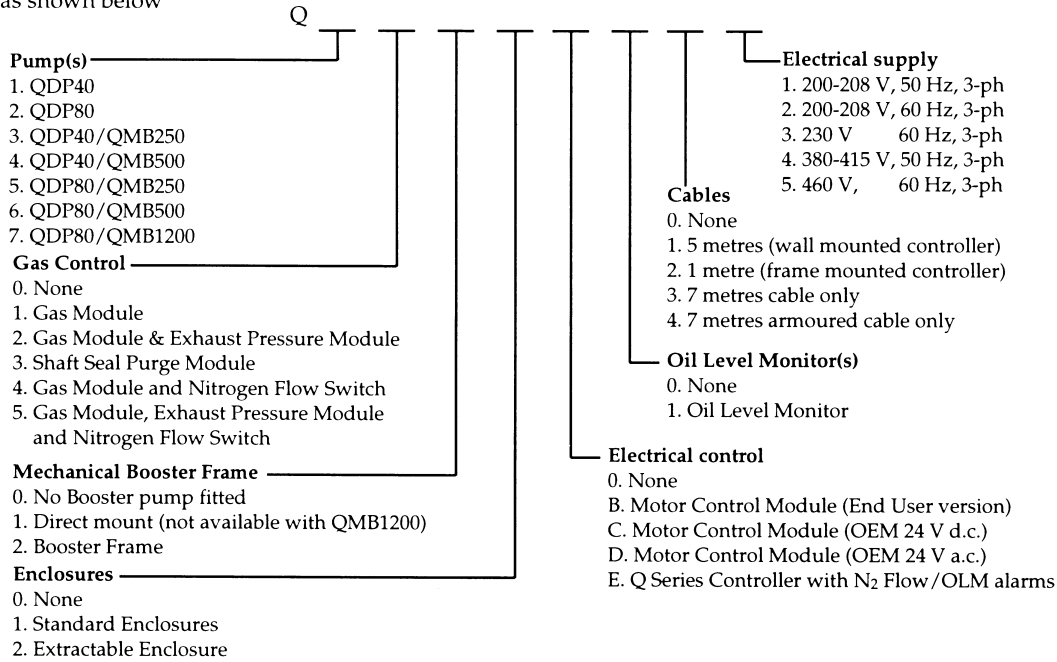 as shown below
Q
Pump(s)
1. QDP40
2. QDP80
3. QDP40/QMB250
4. QDP40/QMB500
5. QDP80/QMB250
6. QDP80/QMB500
7. QDP80/QMB1200
Gas Control
0. None
1. Gas Module
2. Gas Module & Exhaust Pressure Module
3. Shaft Seal Purge Module
4. Gas Module and Nitrogen Flow Switch
5. Gas Module, Exhaust Pressure Module
and Nitrogen Flow Switch
Mechanical Booster Frame
0. No Booster pump fitted
1. Direct mount (not available with QMB1200)
2. Booster Frame
Enclosures
0. None
1. Standard Enclosures
2. Extractable Enclosure
Electrical supply
1. 200-208 V, 50 Hz, 3-ph
2. 200-208 V, 60 Hz, 3-ph
3. 230 V 60 Hz, 3-ph
4. 380-415 V, 50 Hz, 3-ph
5. 460 V, 60 Hz, 3-ph
Cables
0. None
1. 5 metres (wall mounted controller)
2. 1 metre (frame mounted controller)
3. 7 metres cable only
4. 7 metres armoured cable only
Oil Level Monitor(s)
0. None
1. Oil Level Monitor
Electrical control
0. None
B. Motor Control Module (End User version)
C. Motor Control Module (OEM 24 V d.c.)
D. Motor Control Module (OEM 24 V a.c.)
E. Q Series Controller with N2 Flow/OLM alarms